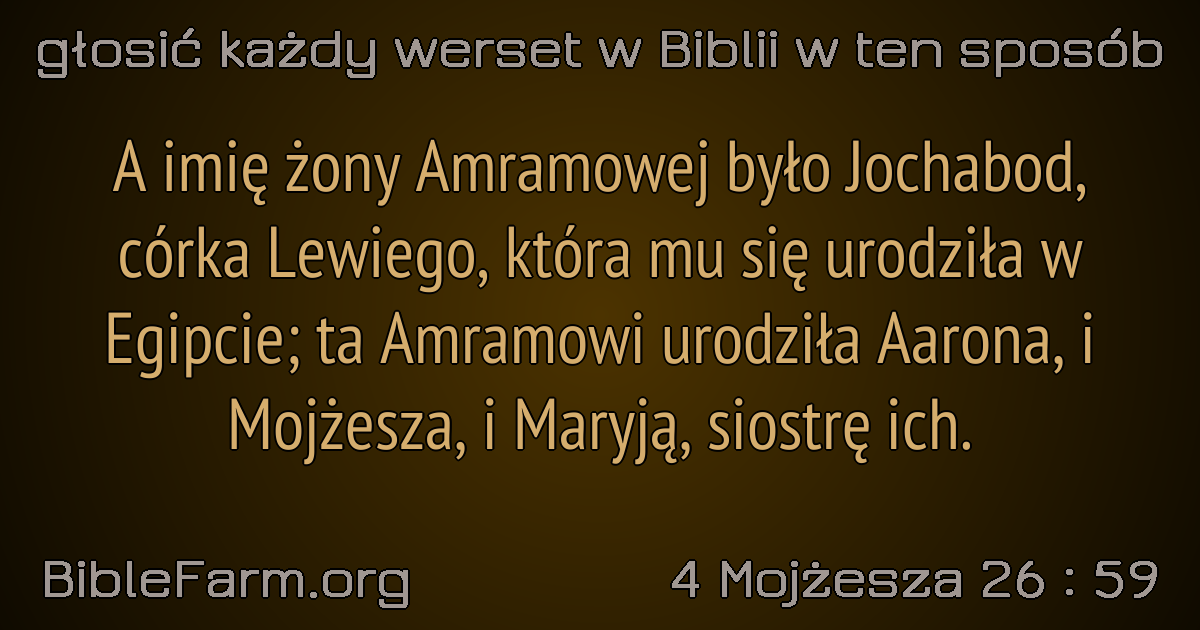 głosić każdy werset w Biblii w ten sposób
A imię żony Amramowej było Jochabod,
córka Lewiego, która mu się urodziła w
Egipcie; ta Amramowi urodziła Aarona, i
Mojżesza, i Maryją, siostrę ich.
BibleFarm.org
4 Mojżesza 26 : 59